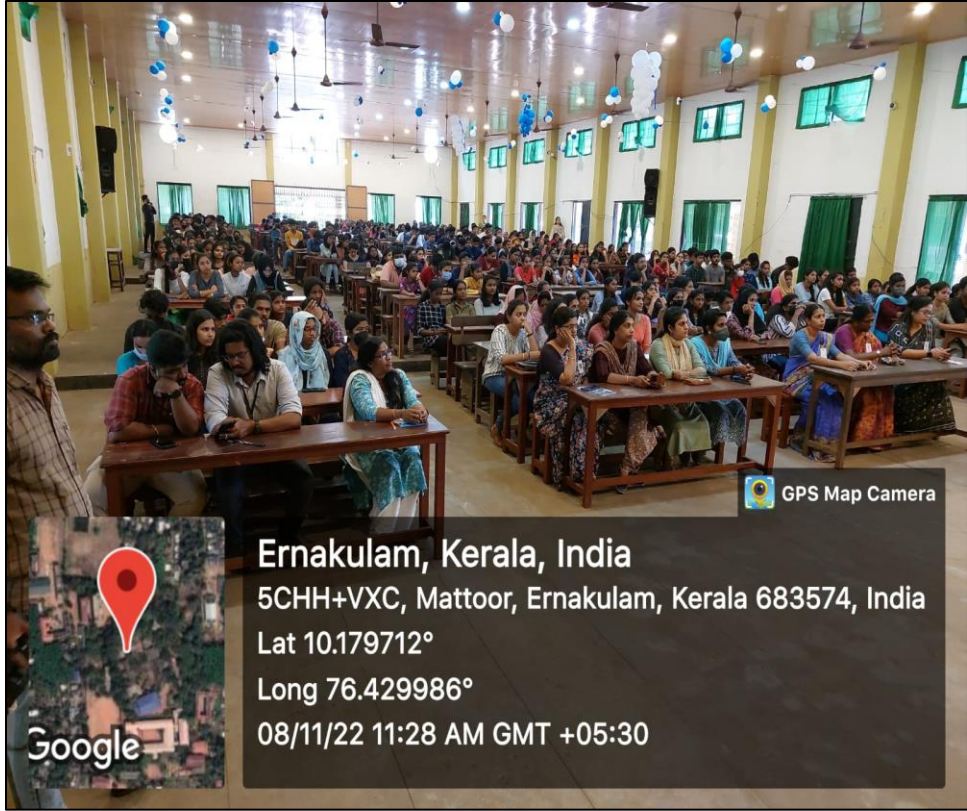 GPS Map Camera
Ernakulam, Kerala, India
5CHH+VXC, Mattoor, Ernakulam, Kerala 683574, India
Lat 10.179712°
Long 76.429986°
08/11/22 11:28 AM GMT +05:30
Google